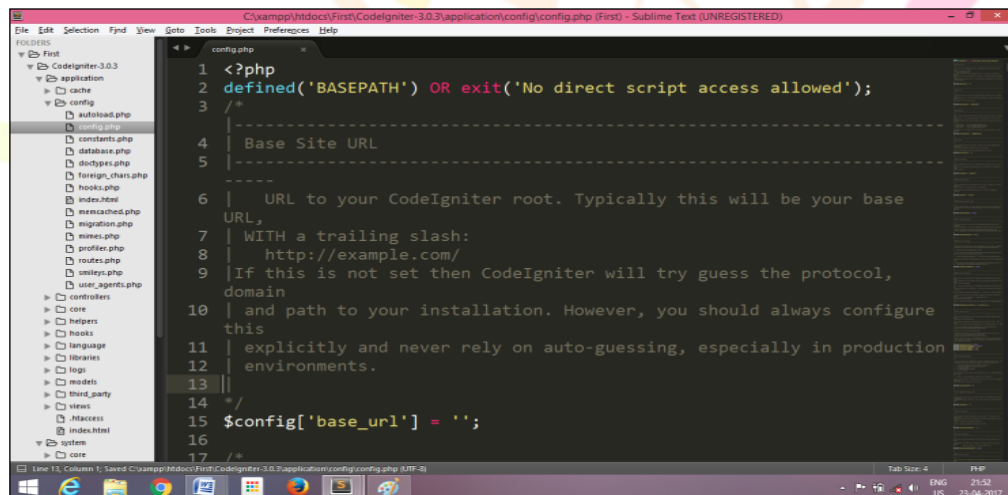 C:\xampp\htdocs\First\CodeIgniter-3.0.3\application\config\config.php (First) - Sublime Text (UNREGISTERED)
File Edit Selection Find View Goto Tools Project Preferences Help
FOLDERS
First
CodeIgniter-3.0.3
application
cache
config
autoload.php
config.php
constants.php
database.php
doctypes.php
foreign_chars.php
hooks.php
index.html
memcached.php
migration.php
mimes.php
profiler.php
routes.php
smileys.php
user_agents.php
controllers
core
helpers
hooks
language
libraries
logs
models
third_party
views
.htaccess
index.html
system
core
config.php ×
1 <?php
2 defined('BASEPATH') OR exit('No direct script access allowed');
3 /*
|--------------------------------------------------------------
4 | Base Site URL
5 |--------------------------------------------------------------
-----
6 |   URL to your CodeIgniter root. Typically this will be your base
URL,
7 | WITH a trailing slash:
8 |   http://example.com/
9 |If this is not set then CodeIgniter will try guess the protocol,
domain
10 | and path to your installation. However, you should always configure
this
11 | explicitly and never rely on auto-guessing, especially in production
12 | environments.
13 |
14 */
15 $config['base_url'] = '';
16
17 /*
Line 13, Column 1; Saved C:\xampp\htdocs\First\CodeIgniter-3.0.3\application\config\config.php (UTF-8) Tab Size: 4 PHP
ENG 21:52
US 23-04-2017